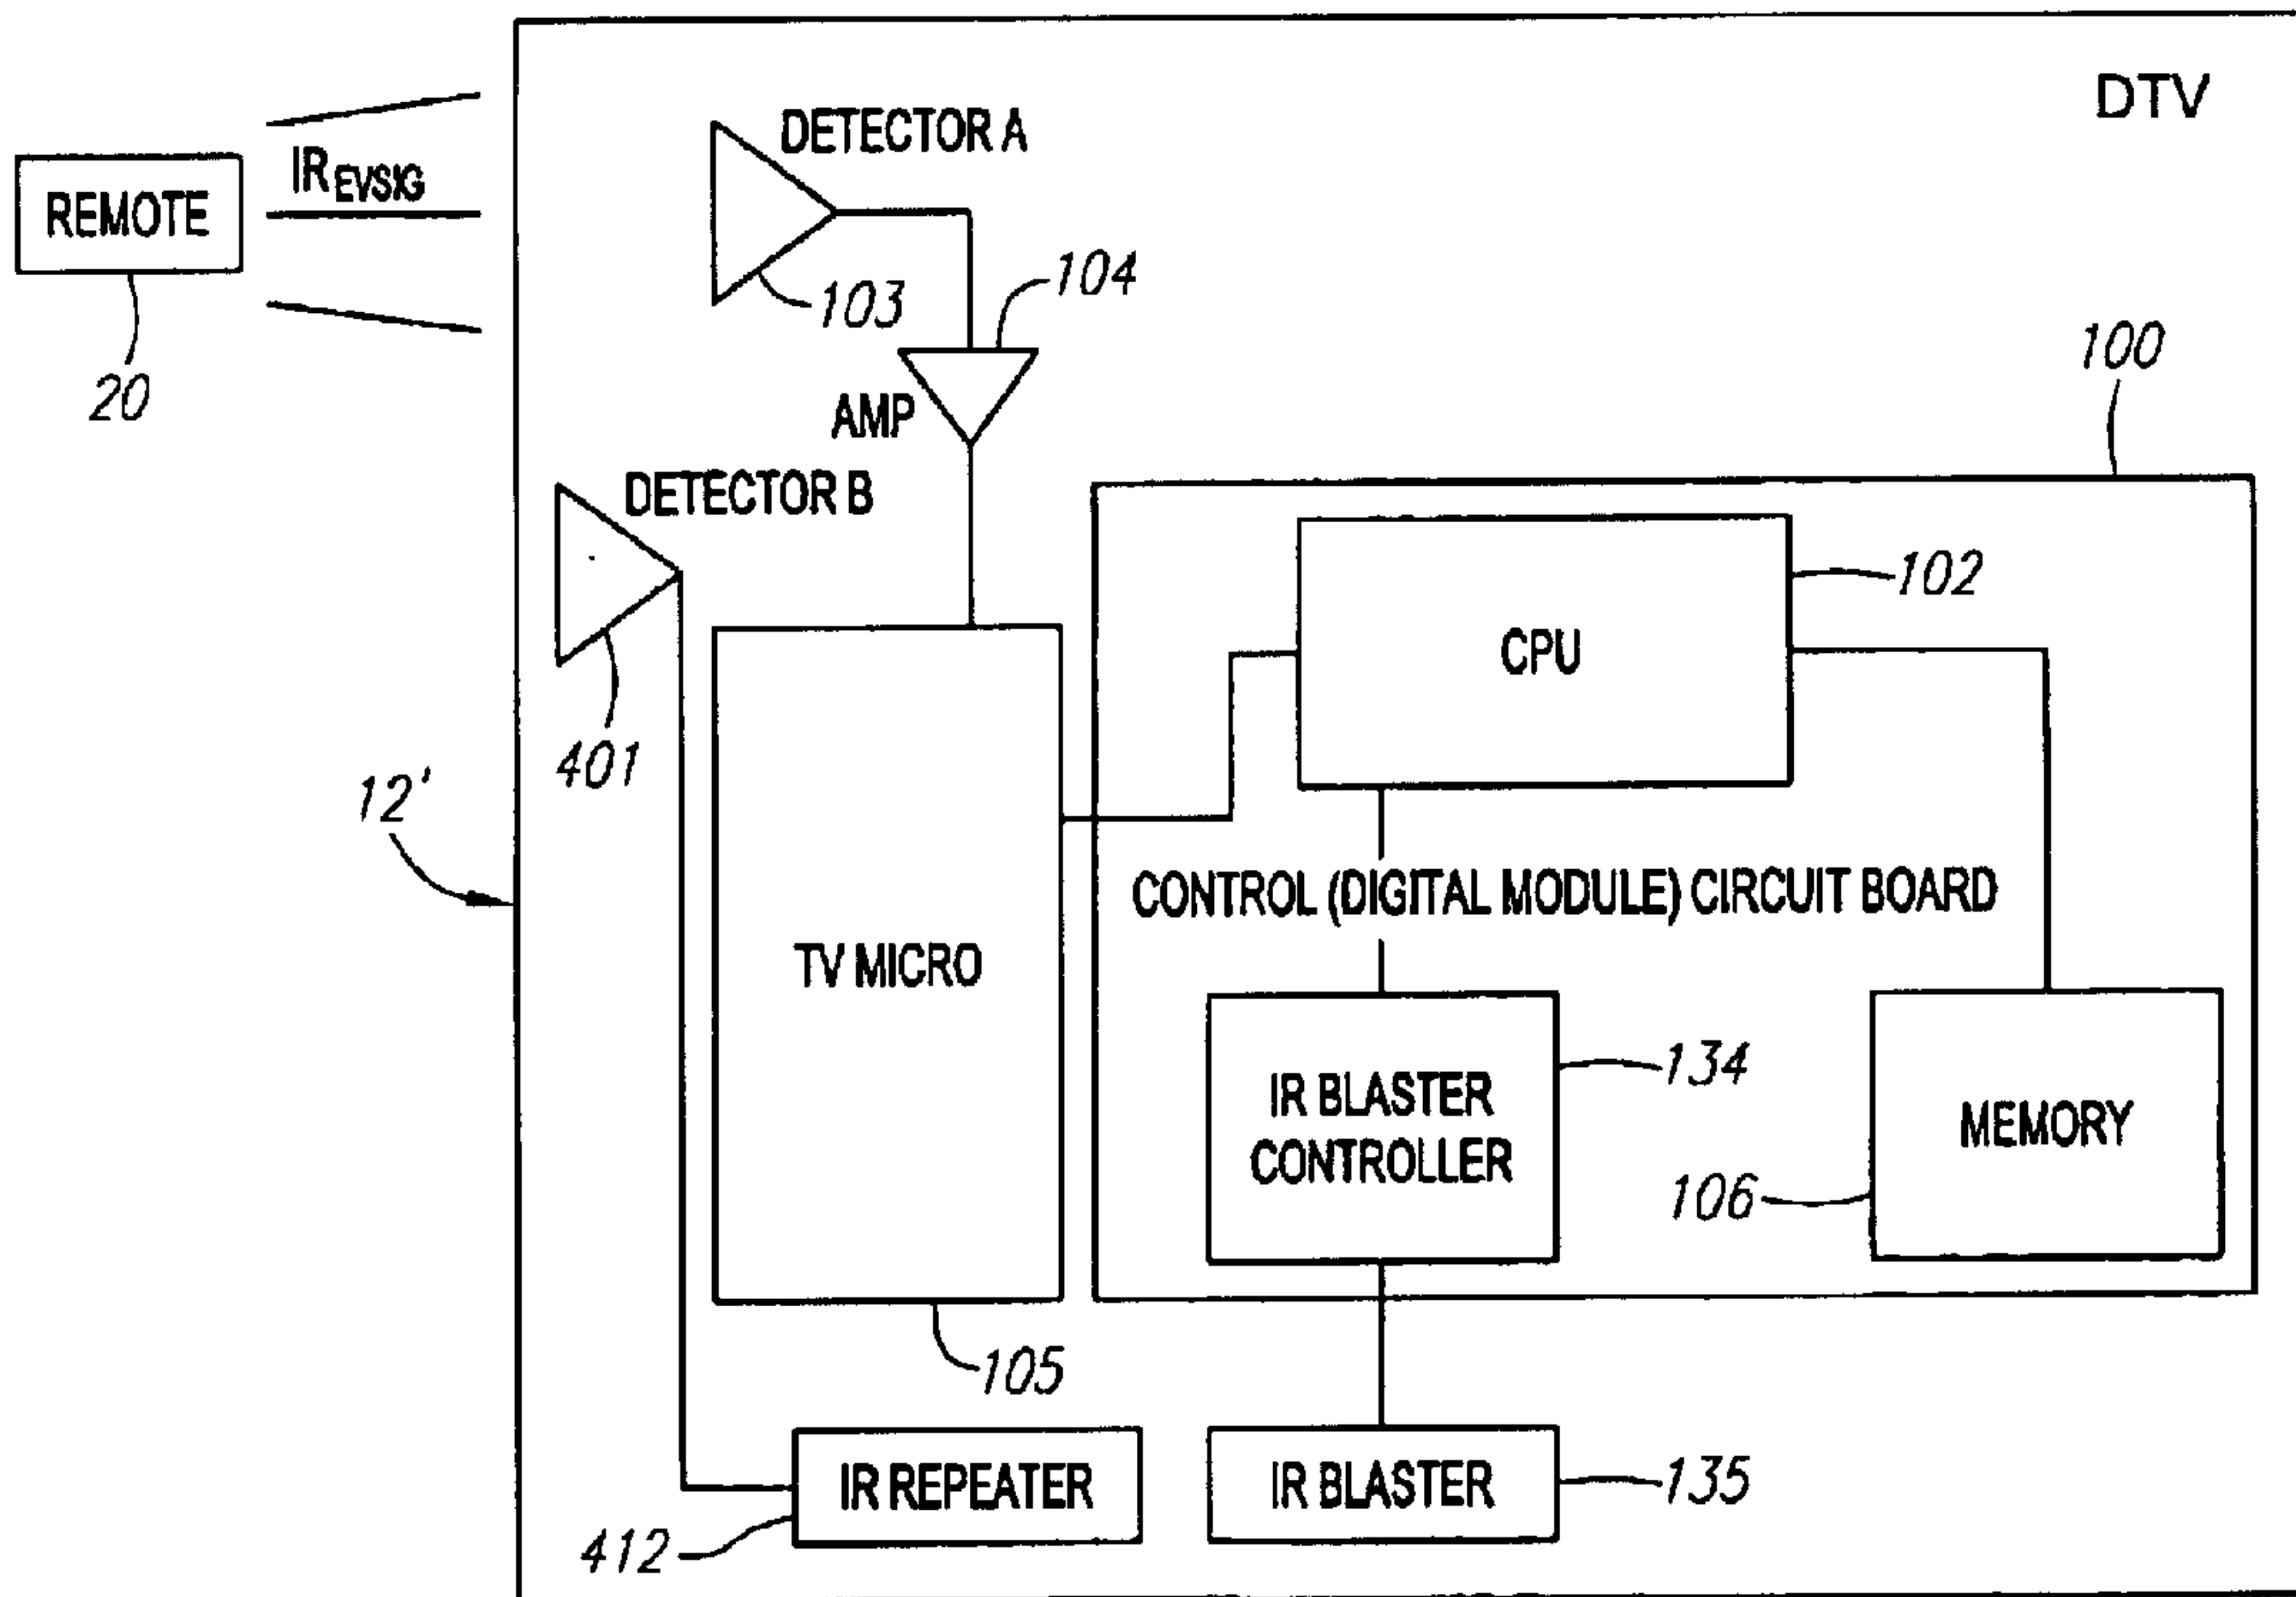 DTV
DETECTOR A
IR EVSIG
REMOTE
103
104
20
AMP
100
DETECTOR B
102
CPU
401
12'
CONTROL (DIGITAL MODULE) CIRCUIT BOARD
TV MICRO
134
IR BLASTER
CONTROLLER
MEMORY
106
105
IR REPEATER
IR BLASTER
135
412